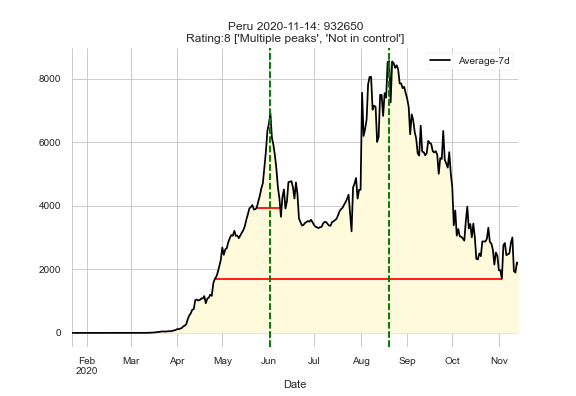 Peru 2020-11-14: 932650
Rating:8 ['Multiple peaks', 'Not in control']
Average-7d
8000
6000
4000
2000
0
Feb Mar Apr May Jun Jul Aug Sep Oct Nov
2020
Date